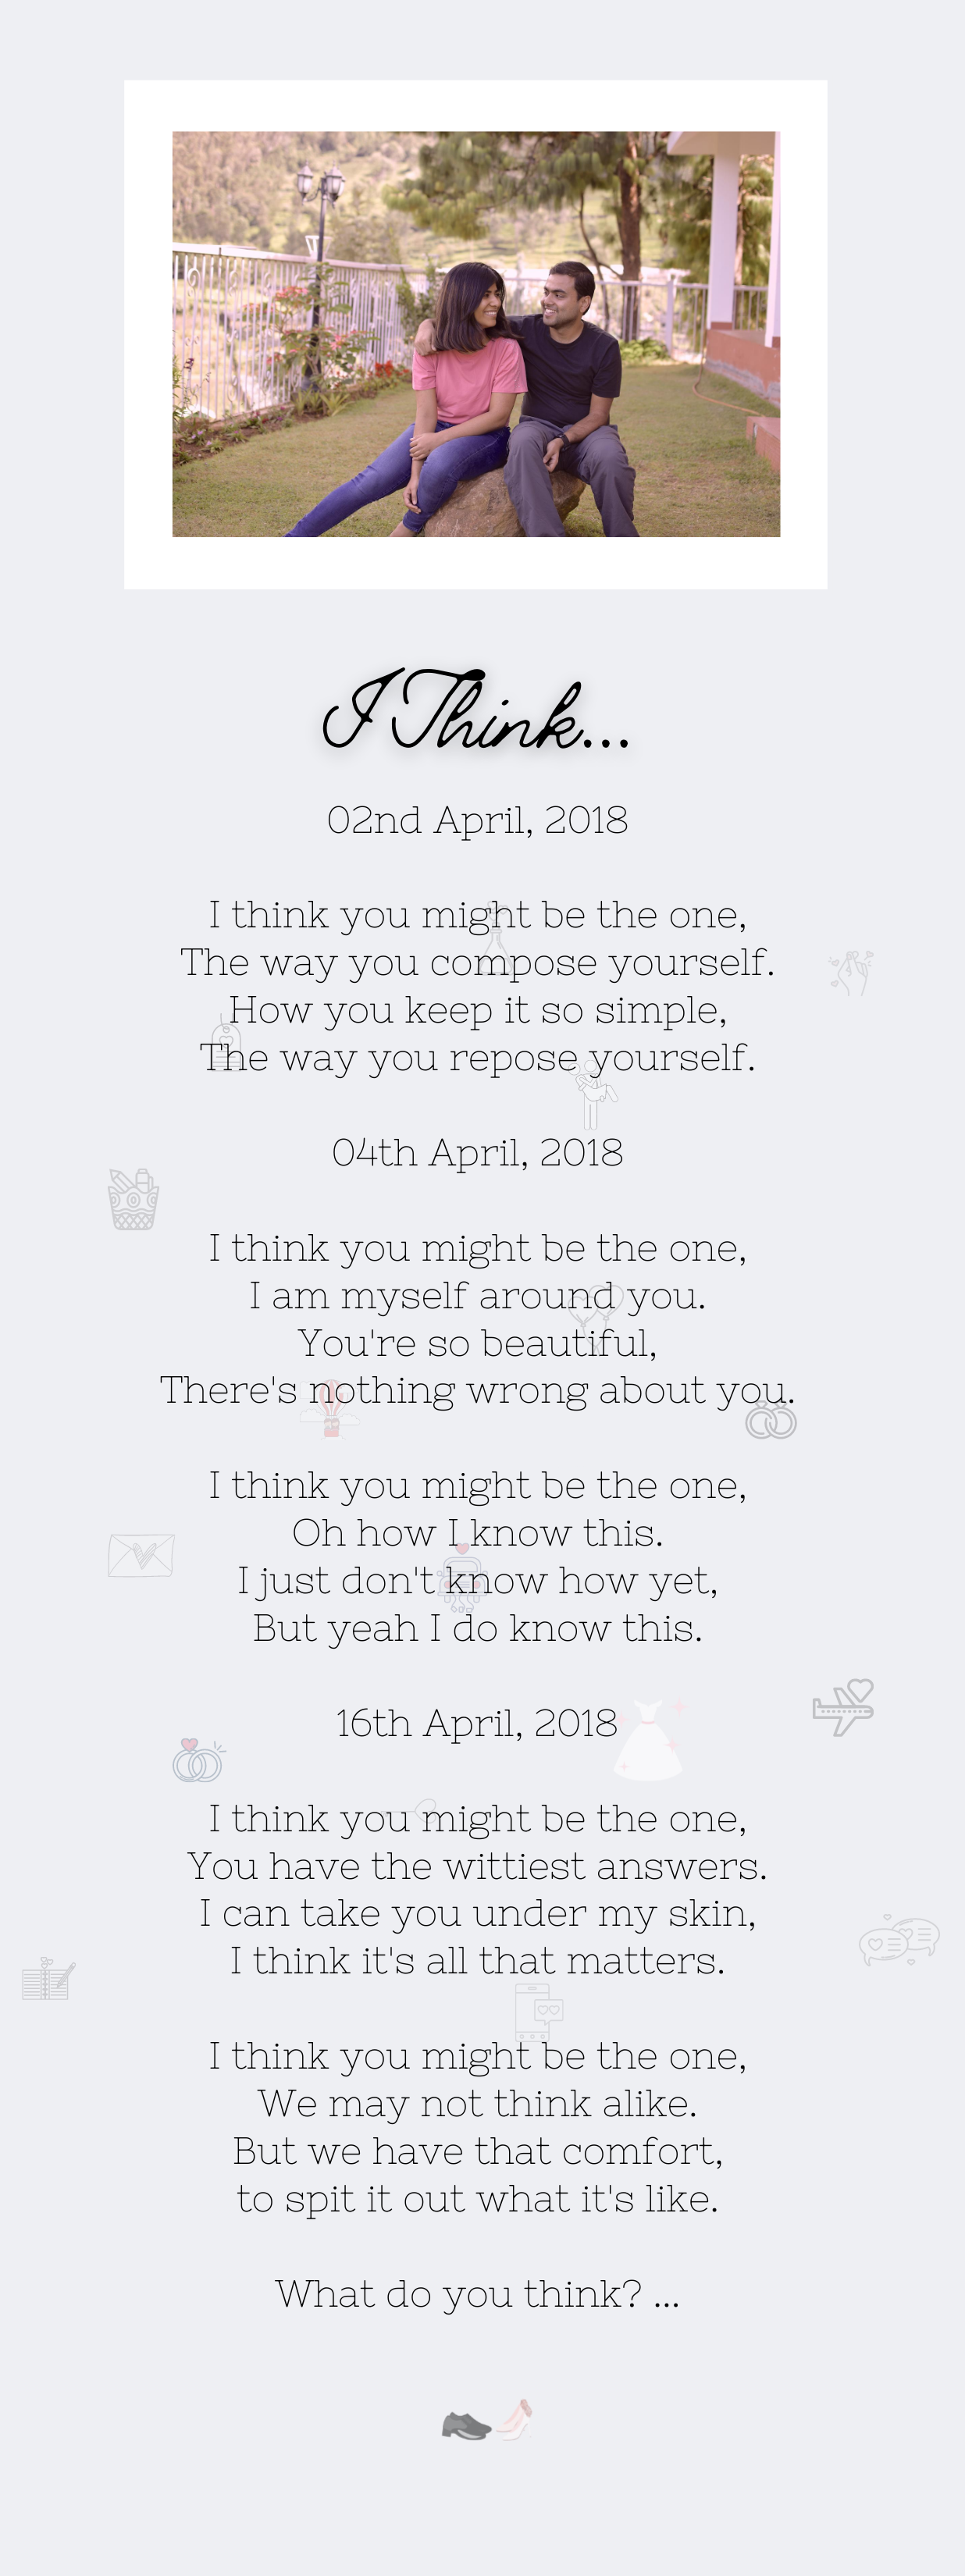 I Think...
02nd April, 2018
I think you might be the one,
The way you compose yourself.
How you keep it so simple,
The way you repose yourself.
04th April, 2018
I think you might be the one,
I am myself around you.
You're so beautiful,
There's nothing wrong about you.
I think you might be the one,
Oh how I know this.
I just don't know how yet,
But yeah I do know this.
16th April, 2018
I think you might be the one,
You have the wittiest answers.
I can take you under my skin,
I think it's all that matters.
I think you might be the one,
We may not think alike.
But we have that comfort,
to spit it out what it's like.
What do you think? ...